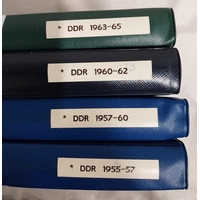 * DDR 1963-65
* DDR 1960-62
* DDR 1957-60
* DDR 1955-57